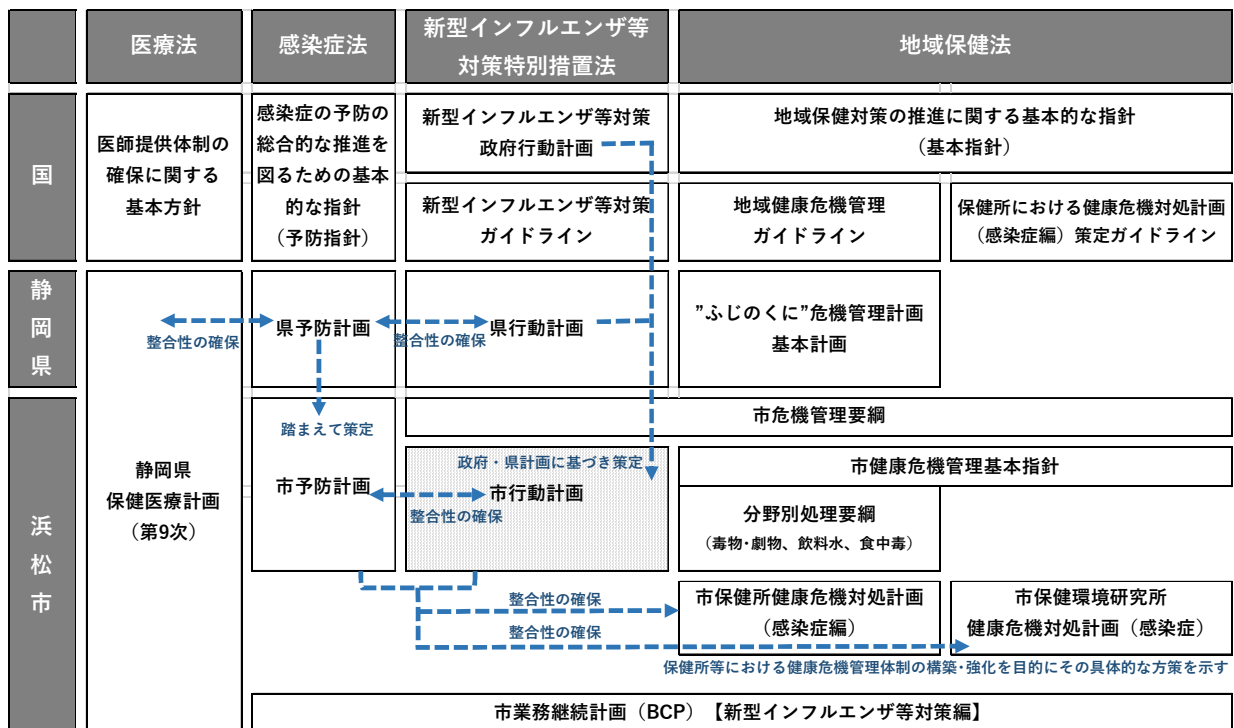 医療法
感染症法
新型インフルエンザ等
対策特別措置法
地域保健法
国
医師提供体制の
確保に関する
基本方針
感染症の予防の
総合的な推進を
図るための基本
的な指針
（予防指針）
新型インフルエンザ等対策
政府行動計画
新型インフルエンザ等対策
ガイドライン
地域保健対策の推進に関する基本的な指針
（基本指針）
地域健康危機管理
ガイドライン
保健所における健康危機対処計画
（感染症編）策定ガイドライン
静
岡
県
整合性の確保
県予防計画
整合性の確保
県行動計画
”ふじのくに”危機管理計画
基本計画
浜
松
市
静岡県
保健医療計画
（第9次）
踏まえて策定
市予防計画
市危機管理要綱
政府・県計画に基づき策定
市行動計画
整合性の確保
市健康危機管理基本指針
分野別処理要綱
（毒物･劇物、飲料水、食中毒）
整合性の確保
市保健所健康危機対処計画
（感染症編）
整合性の確保
市保健環境研究所
健康危機対処計画（感染症）
保健所等における健康危機管理体制の構築･強化を目的にその具体的な方策を示す
市業務継続計画（BCP）【新型インフルエンザ等対策編】